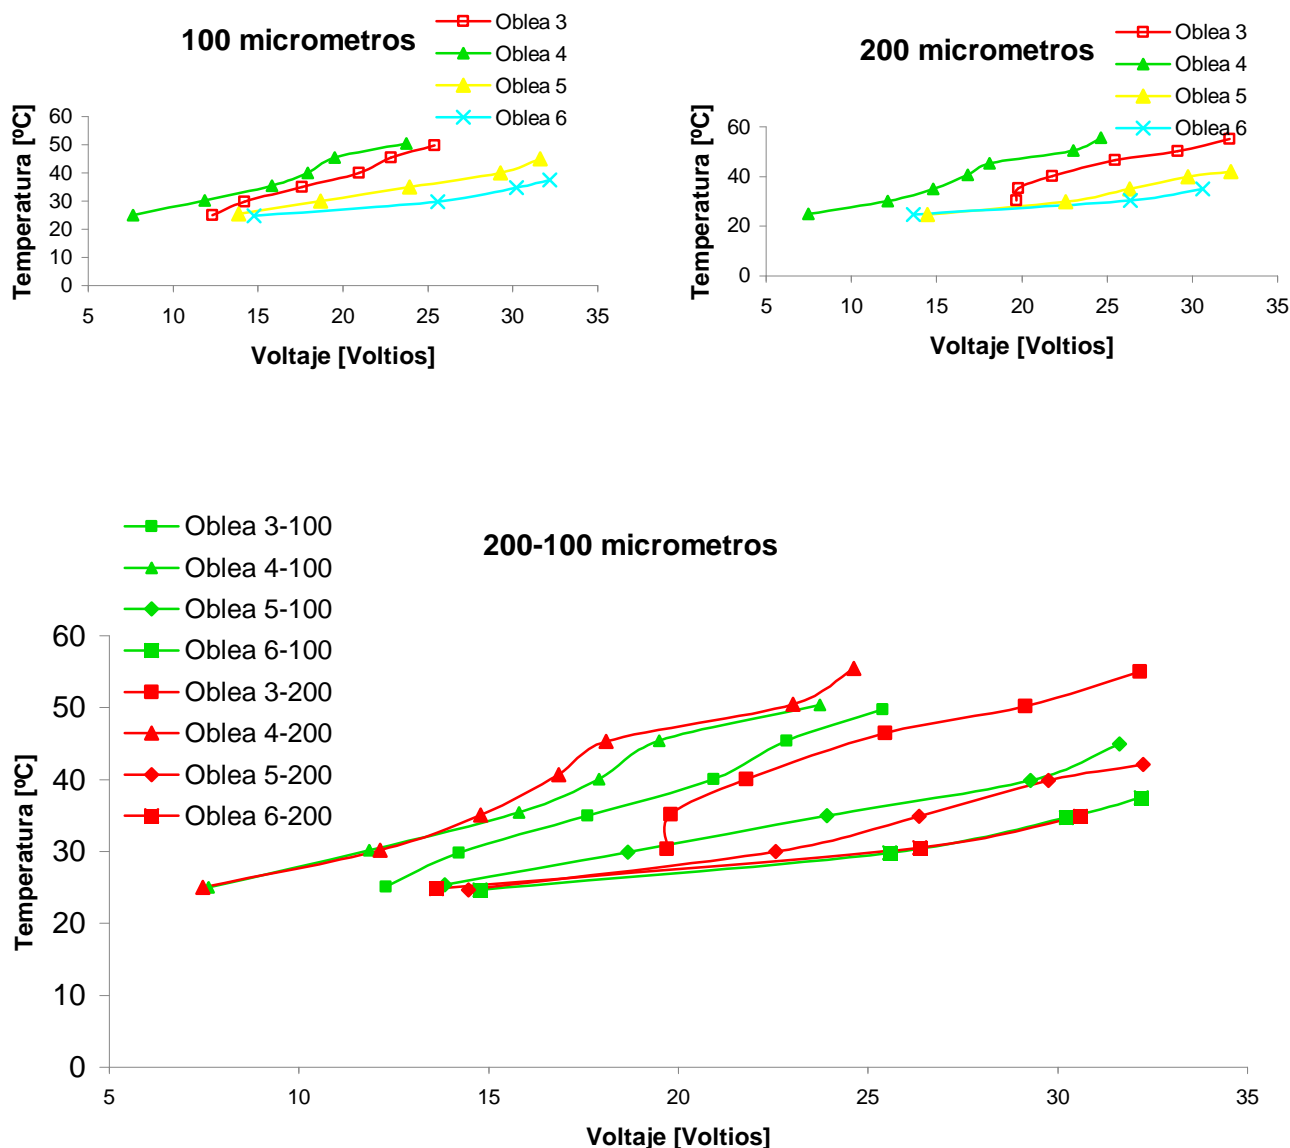 100 micrometros
Oblea 3
Oblea 4
Oblea 5
Oblea 6
Temperatura [ºC]
60
50
40
30
20
10
0
5 10 15 20 25 30 35
Voltaje [Voltios]
200 micrometros
Oblea 3
Oblea 4
Oblea 5
Oblea 6
Temperatura [ºC]
60
40
20
0
5 10 15 20 25 30 35
Voltaje [Voltios]
200-100 micrometros
Oblea 3-100
Oblea 4-100
Oblea 5-100
Oblea 6-100
Oblea 3-200
Oblea 4-200
Oblea 5-200
Oblea 6-200
Temperatura [ºC]
60
50
40
30
20
10
0
5 10 15 20 25 30 35
Voltaje [Voltios]